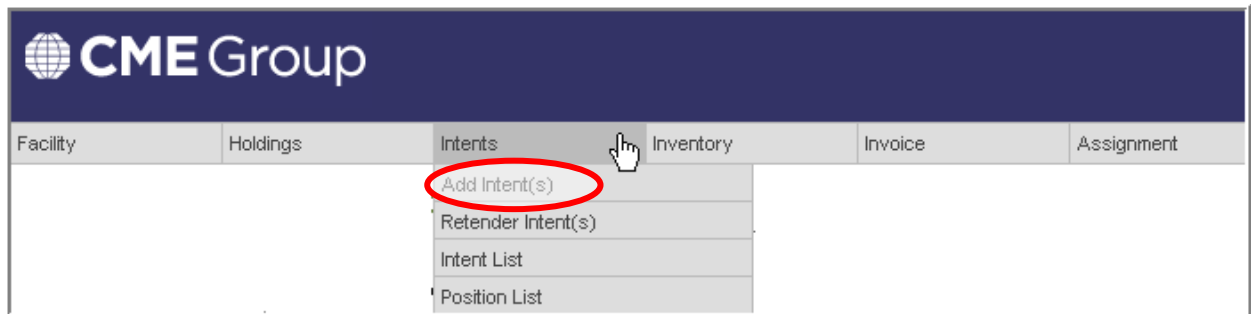 CME Group
Facility Holdings Intents Inventory Invoice Assignment
Add Intent(s)
Retender Intent(s)
Intent List
Position List